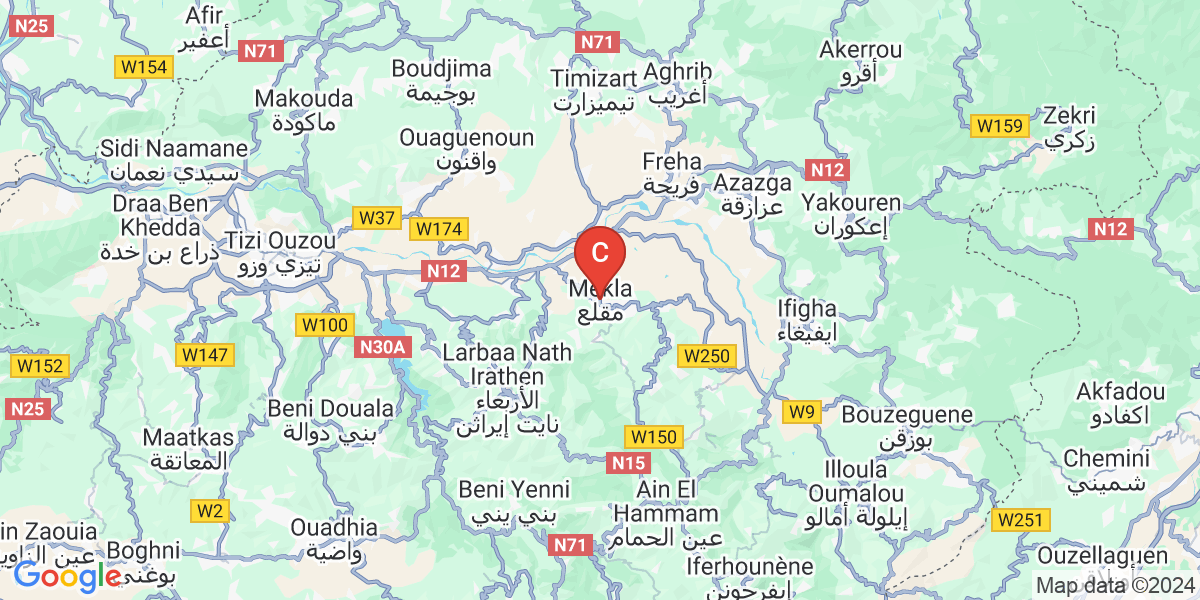 Afir
أعفير
N25
N71
N71
W154
Boudjima
بوجيمة
Timizart
تيميزارت
Aghrib
أغريب
Akerrou
أقرو
Makouda
ماكودة
Zekri
زكري
W159
Ouaguenoun
واقنون
Sidi Naamane
سيدي نعمان
Freha
فريحة
N12
Azazga
عزازقة
Yakouren
إعكوران
Draa Ben
Khedda
ذراع بن خدة
W37
W174
N12
Tizi Ouzou
تيزي وزو
N12
C
Mekla
مقلع
Ifigha
ايفيغاء
W100
N30A
W147
W152
Larbaa Nath
Irathen
الأربعاء
نايت إيراثن
W250
N25
Beni Douala
بني دوالة
W9
Bouzeguene
بوزقن
Akfadou
اكفادو
Maatkas
المعاتقة
W150
N15
Chemini
شميني
Illoula
Oumalou
إيلولة أمالو
Beni Yenni
بني يني
Ain El
Hammam
عين الحمام
W2
Ouadhia
واضية
W251
in Zaouia
Boghni
بوغني
N71
Iferhounène
إيفرحونن
Ouzellaguen
Google
Map data ©2024